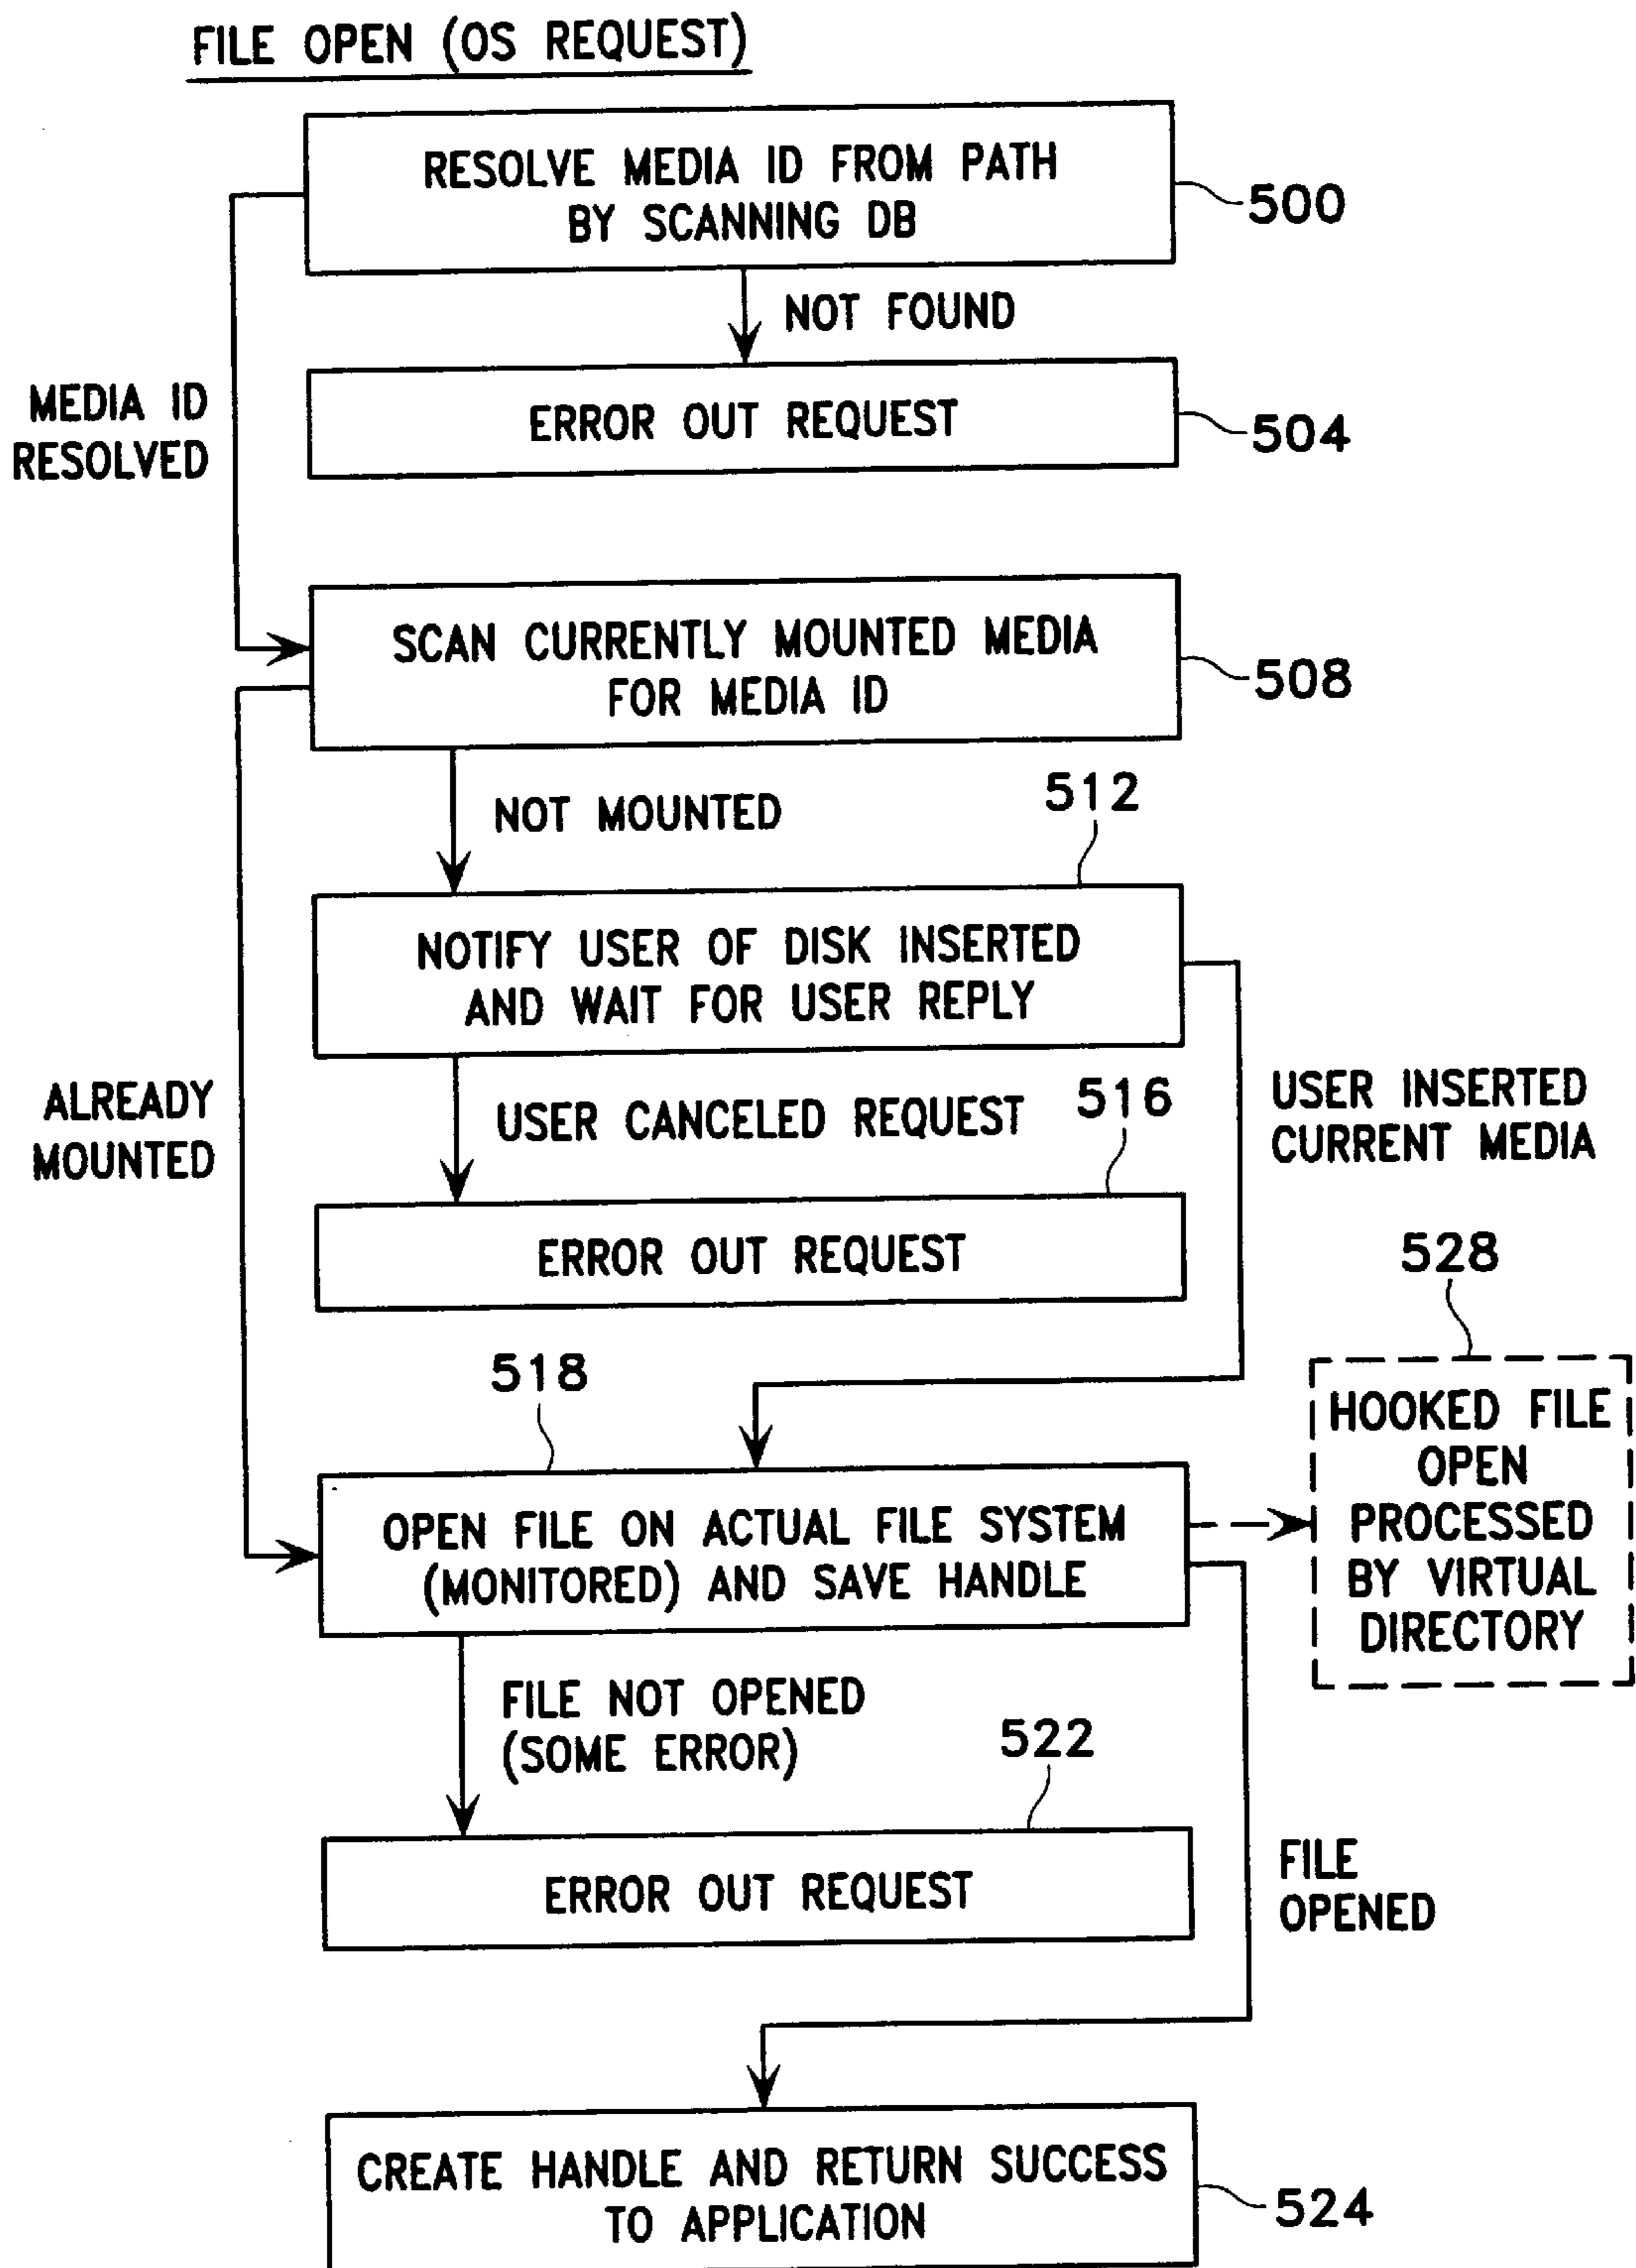 FILE OPEN (OS REQUEST)
RESOLVE MEDIA ID FROM PATH
BY SCANNING DB
500
NOT FOUND
ERROR OUT REQUEST
504
MEDIA ID
RESOLVED
SCAN CURRENTLY MOUNTED MEDIA
FOR MEDIA ID
508
NOT MOUNTED
512
NOTIFY USER OF DISK INSERTED
AND WAIT FOR USER REPLY
ALREADY
MOUNTED
USER CANCELED REQUEST
516
USER INSERTED
CURRENT MEDIA
ERROR OUT REQUEST
528
HOOKED FILE
OPEN
PROCESSED
BY VIRTUAL
DIRECTORY
518
OPEN FILE ON ACTUAL FILE SYSTEM
(MONITORED) AND SAVE HANDLE
FILE NOT OPENED
(SOME ERROR)
522
ERROR OUT REQUEST
FILE
OPENED
CREATE HANDLE AND RETURN SUCCESS
TO APPLICATION
524